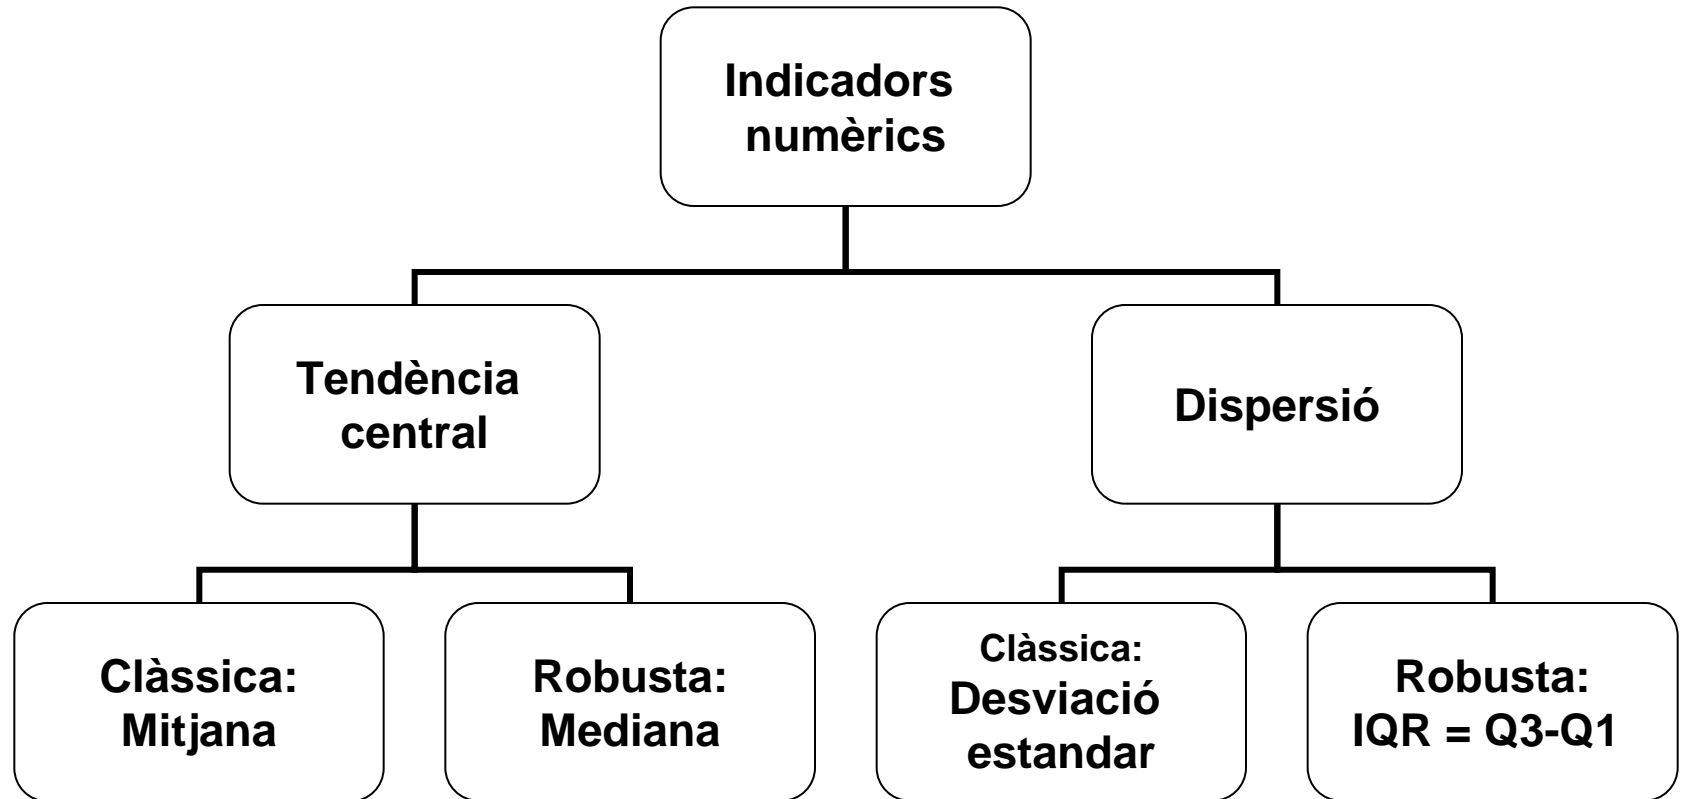 Indicadors
numèrics
Tendència
central
Dispersió
Clàssica:
Mitjana
Robusta:
Mediana
Clàssica:
Desviació
estandar
Robusta:
IQR = Q3-Q1